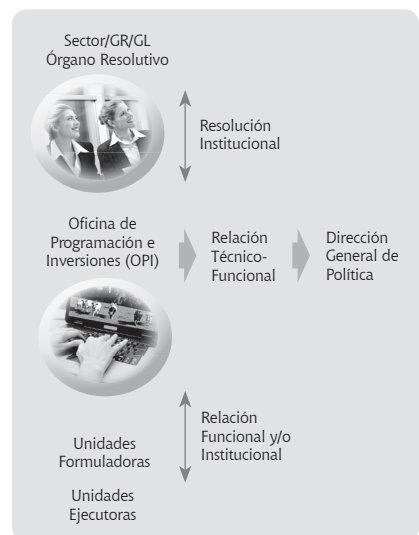 Sector/GR/GL
Órgano Resolutivo
Resolución
Institucional
Oficina de
Programación e
Inversiones (OPI)
Relación
Técnico-
Funcional
Dirección
General de
Política
Relación
Funcional y/o
Institucional
Unidades
Formuladoras
Unidades
Ejecutoras